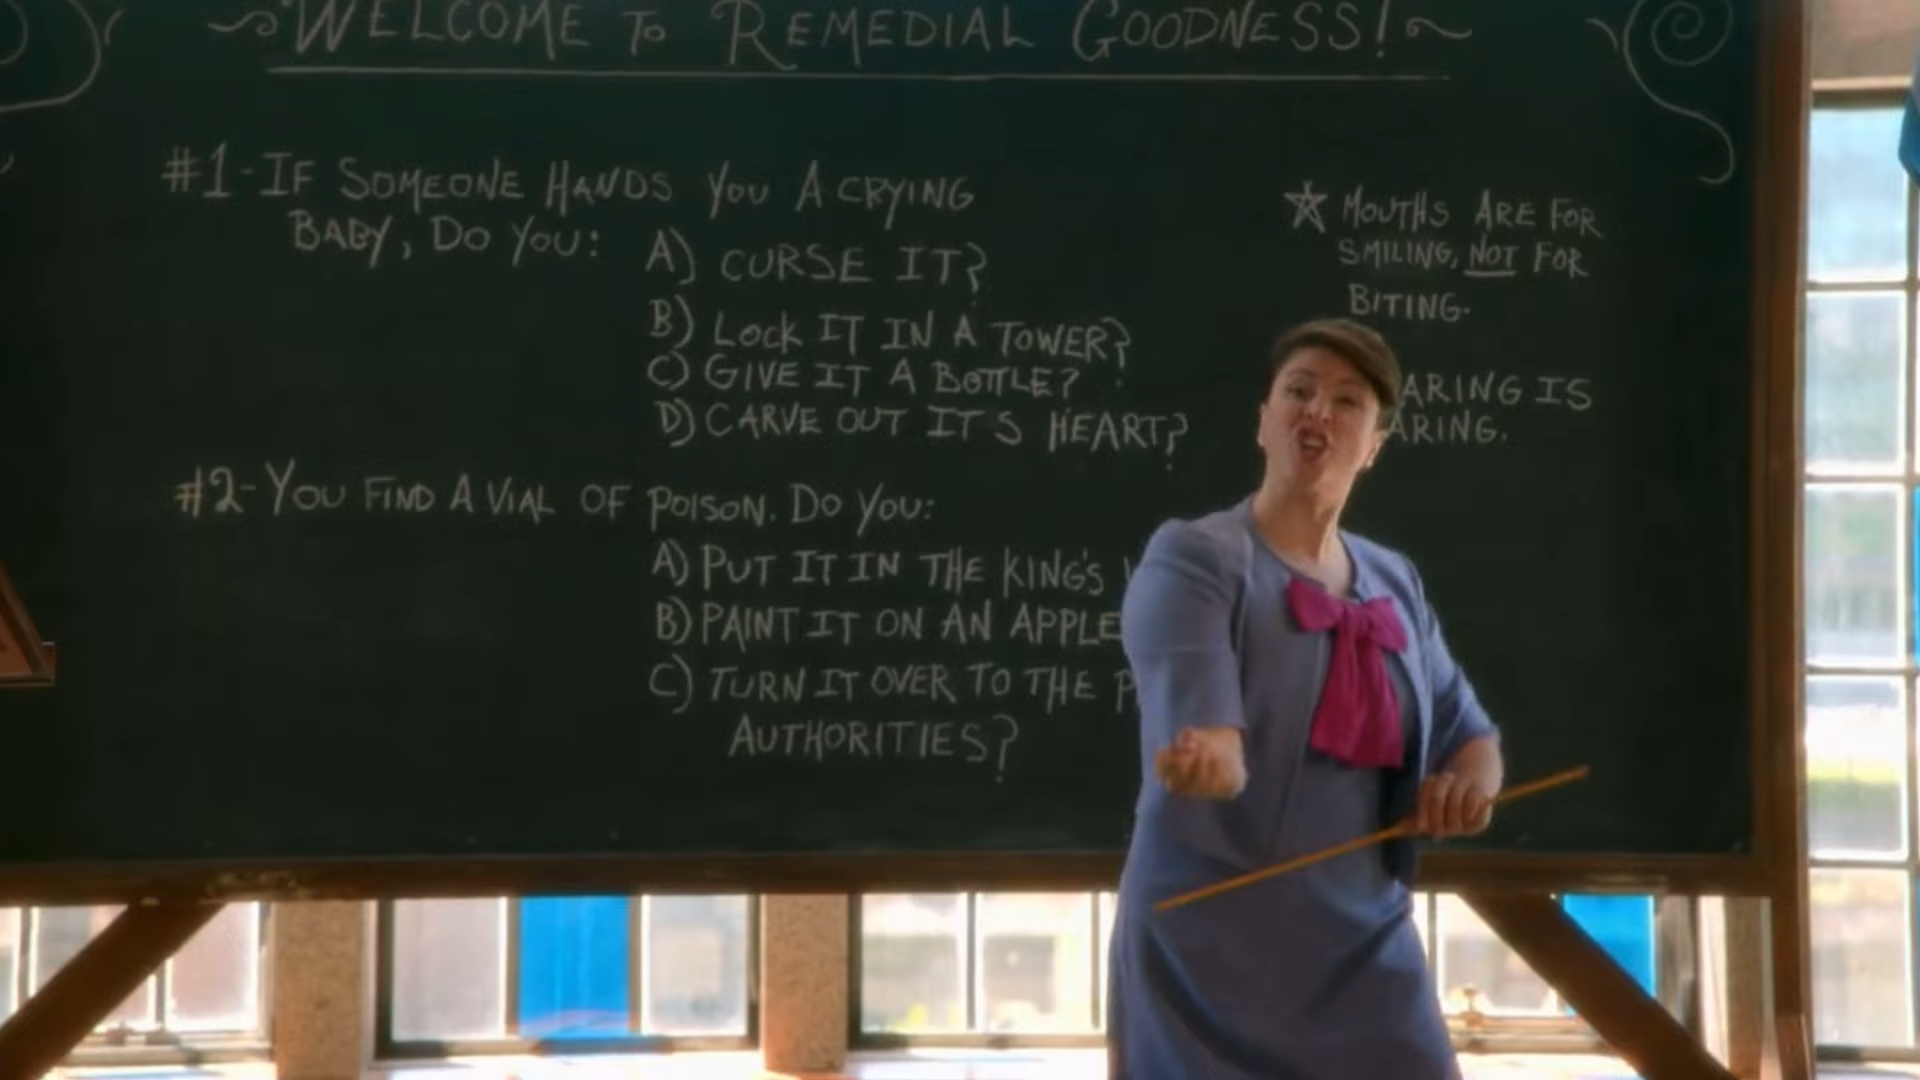 WELCOME TO REMEDIAL GOODNESS!
#1-IF SOMEONE HANDS YOU A CRYING
BABY, DO YOU:
A) CURSE IT?
B) LOCK IT IN A TOWER?
C) GIVE IT A BOTTLE?
D) CARVE OUT ITS HEART?
#2-YOU FIND A VIAL OF POISON. DO YOU:
A) PUT IT IN THE KING'S
B) PAINT IT ON AN APPLE
C) TURN IT OVER TO THE
AUTHORITIES?
MOUTHS ARE FOR
SMILING, NOT FOR
BITING.
ARING IS
ARING.